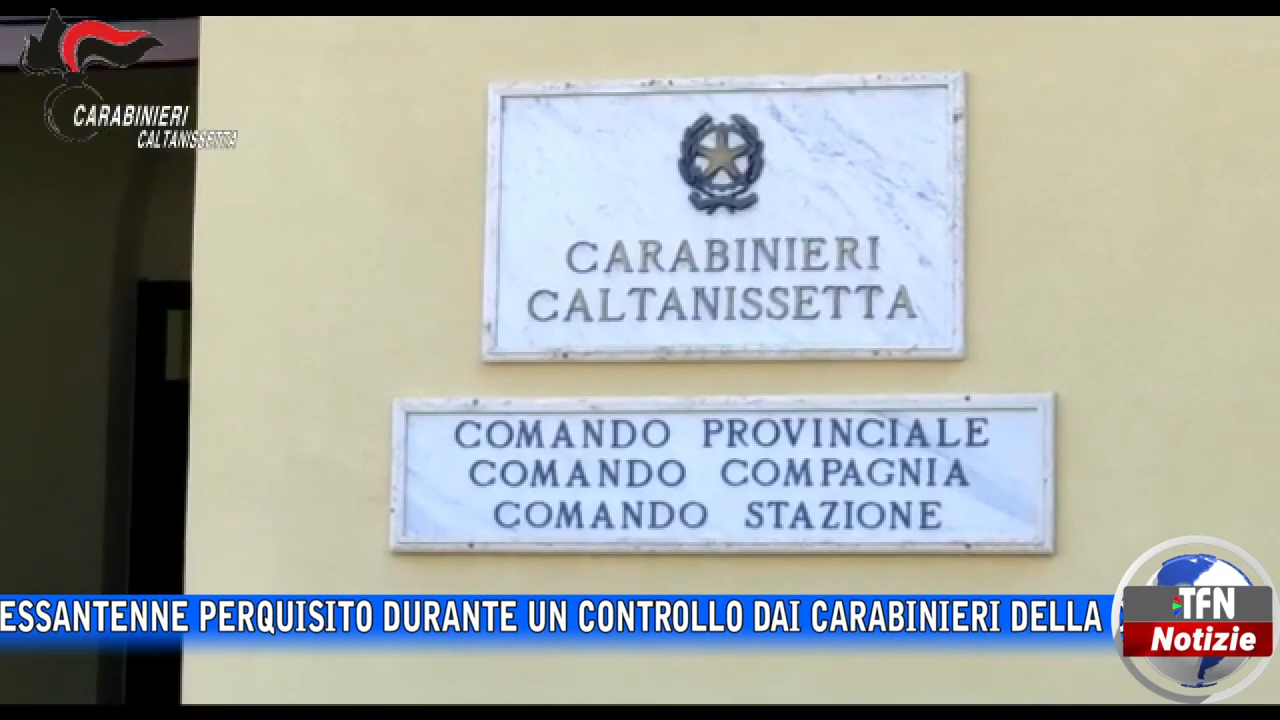 CARABINIERI
CALTANISSETTA
CARABINIERI
CALTANISSETTA
COMANDO PROVINCIALE
COMANDO COMPAGNIA
COMANDO STAZIONE
ESSANTENNE PERQUISITO DURANTE UN CONTROLLO DAI CARABINIERI DELLA
TFN
Notizie